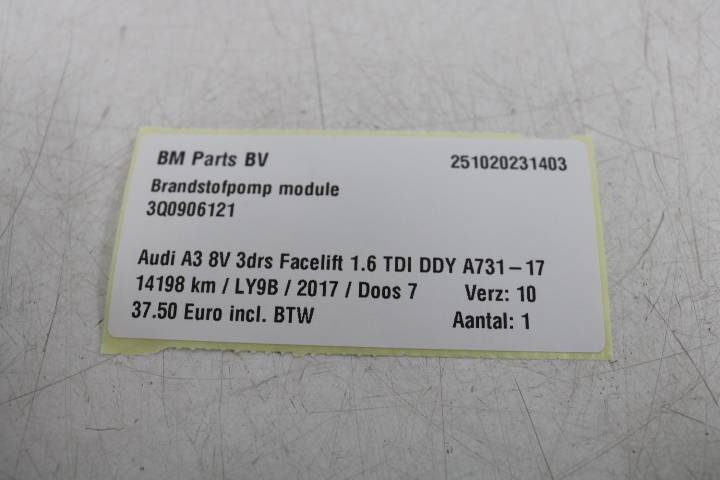 BM Parts BV 251020231403
Brandstofpomp module
3Q0906121
Audi A3 8V 3drs Facelift 1.6 TDI DDY A731-17
14198 km / LY9B / 2017 / Doos 7 Verz: 10
37.50 Euro incl. BTW Aantal: 1